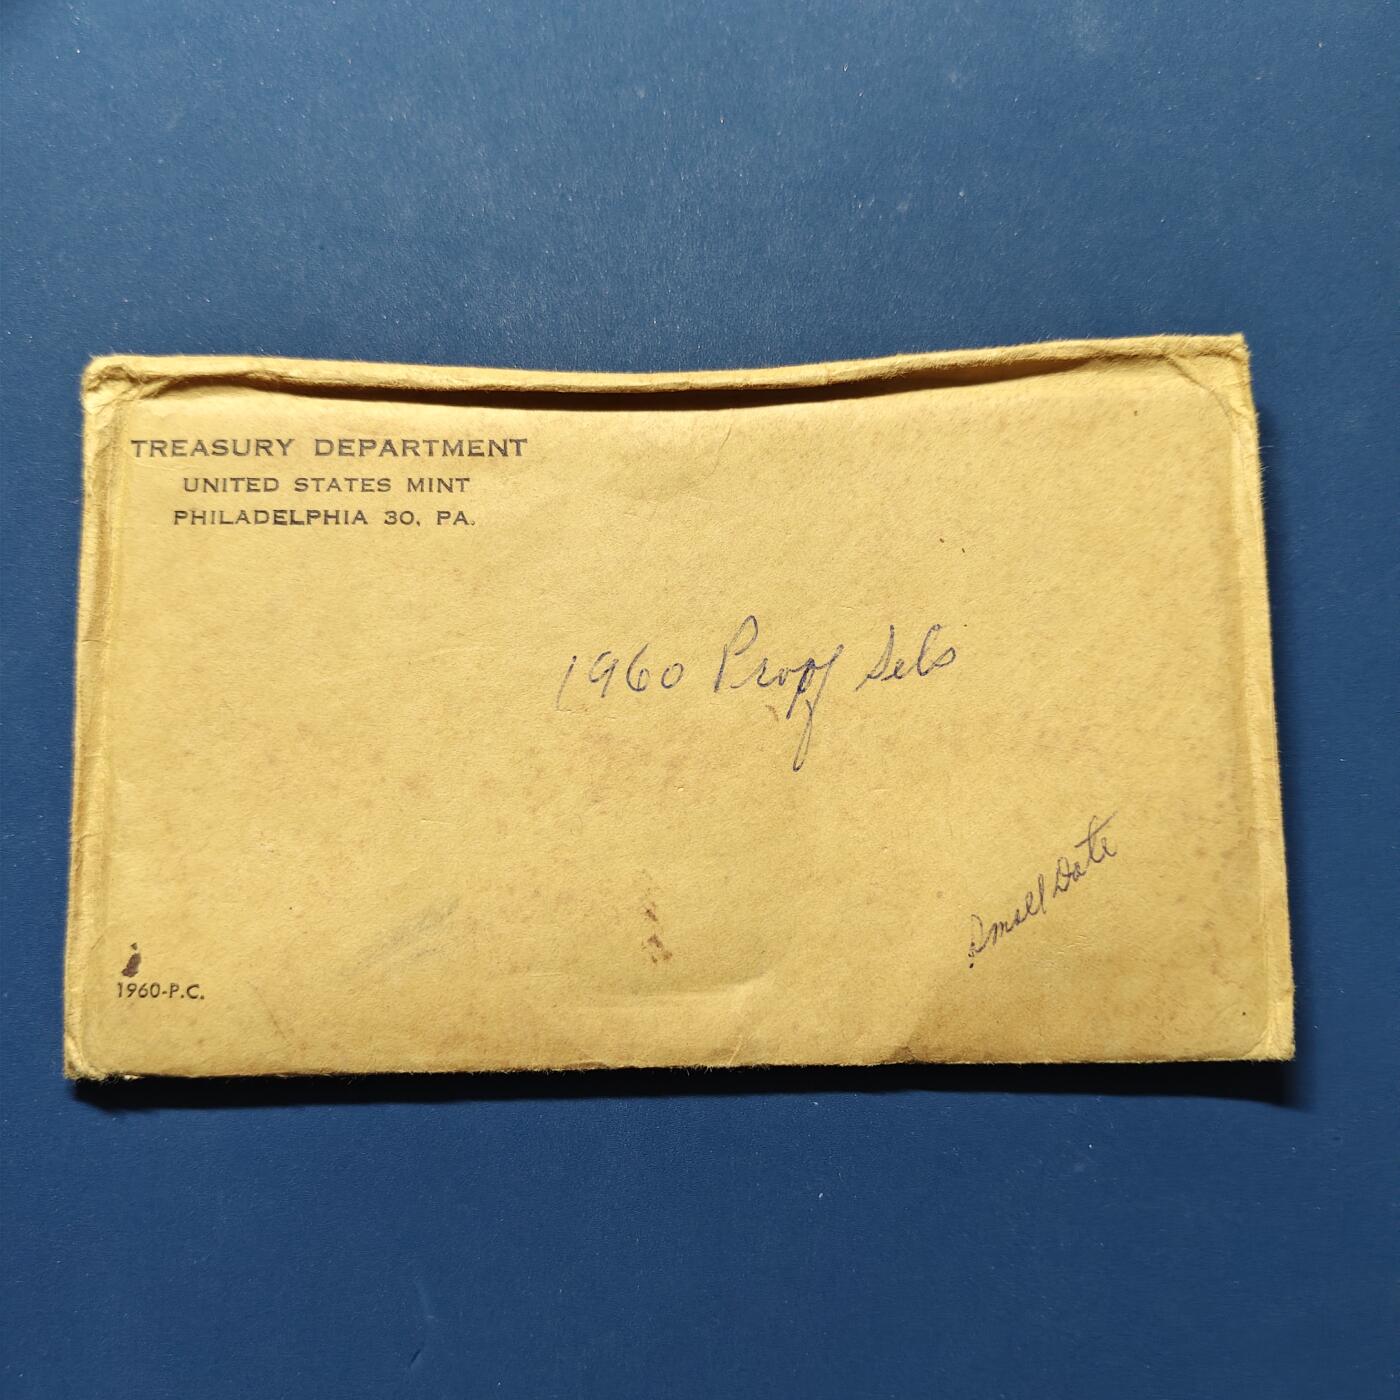 TREASURY DEPARTMENT
UNITED STATES MINT
PHILADELPHIA 30, PA.
1960 Proof Sets
Small Date
1960-P.C.